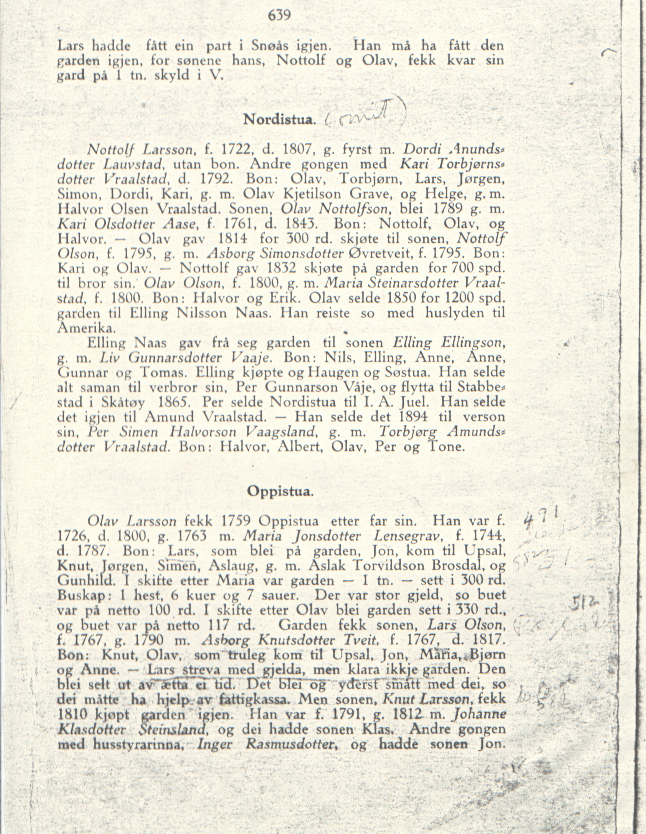 639
Lars hadde fått ein part i Snøås igjen. Han må ha fått den
garden igjen, for sønene hans, Nottolf og Olav, fekk kvar sin
gard på 1 tn. skyld i V.
Nordistua. (omit)
Nottolf Larsson, f. 1722, d. 1807, g. fyrst m. Dordi Anunds-
dotter Lauvstad, utan bon. Andre gongen med Kari Torbjørns-
dotter Vraalstad, d. 1792. Bon: Olav, Torbjørn, Lars, Jørgen,
Simon, Dordi, Kari, g. m. Olav Kjetilson Grave, og Helge, g. m.
Halvor Olsen Vraalstad. Sonen, Olav Nottolfson, blei 1789 g. m.
Kari Olsdotter Aase, f. 1761, d. 1843. Bon: Nottolf, Olav, og
Halvor. — Olav gav 1814 for 300 rd. skjøte til sonen, Nottolf
Olson, f. 1795, g. m. Asborg Simonsdotter Øvretveit, f. 1795. Bon:
Kari og Olav. — Nottolf gav 1832 skjøte på garden for 700 spd.
til bror sin. Olav Olson, f. 1800, g. m. Maria Steinarsdotter Vraal-
stad, f. 1800. Bon: Halvor og Erik. Olav selde 1850 for 1200 spd.
garden til Elling Nilsson Naas. Han reiste so med huslyden til
Amerika.
Elling Naas gav frå seg garden til sonen Elling Ellingson,
g. m. Liv Gunnarsdotter Vaaje. Bon: Nils, Elling, Anne, Anne,
Gunnar og Tomas. Elling kjøpte og Haugen og Søstua. Han selde
alt saman til verbror sin, Per Gunnarson Våje, og flytta til Stabbe-
stad i Skåtøy 1865. Per selde Nordistua til I. A. Juel. Han selde
det igjen til Amund Vraalstad. — Han selde det 1894 til verson
sin, Per Simen Halvorson Vaagsland, g. m. Torbjørg Amunds-
dotter Vraalstad. Bon: Halvor, Albert, Olav, Per og Tone.
Oppistua.
Olav Larsson fekk 1759 Oppistua etter far sin. Han var f.
1726, d. 1800, g. 1763 m. Maria Jonsdotter Lensegrav, f. 1744,
d. 1787. Bon: Lars, som blei på garden, Jon, kom til Upsal,
Knut, Jørgen, Simen, Aslaug, g. m. Aslak Torvildson Brosdal, og
Gunhild. I skifte etter Maria var garden — 1 tn. — sett i 300 rd.
Buskap: 1 hest, 6 kuer og 7 sauer. Der var stor gjeld, so buet
var på netto 100 rd. I skifte etter Olav blei garden sett i 330 rd.,
og buet var på netto 117 rd. Garden fekk sonen, Lars Olson,
f. 1767, g. 1790 m. Asborg Knutsdotter Tveit, f. 1767, d. 1817.
Bon: Knut, Olav, som truleg kom til Upsal, Jon, Maria, Bjørn
og Anne. — Lars streva med gjelda, men klara ikkje garden. Den
blei selt ut av ætta ei tid. Det blei og yderst smått med dei, so
dei måtte ha hjelp av fattigkassa. Men sonen, Knut Larsson, fekk
1810 kjøpt garden igjen. Han var f. 1791, g. 1812 m. Johanne
Klasdotter Steinsland, og dei hadde sonen Klas. Andre gongen
med husstyrarinna, Inger Rasmusdotter, og hadde sonen Jon.
491
512